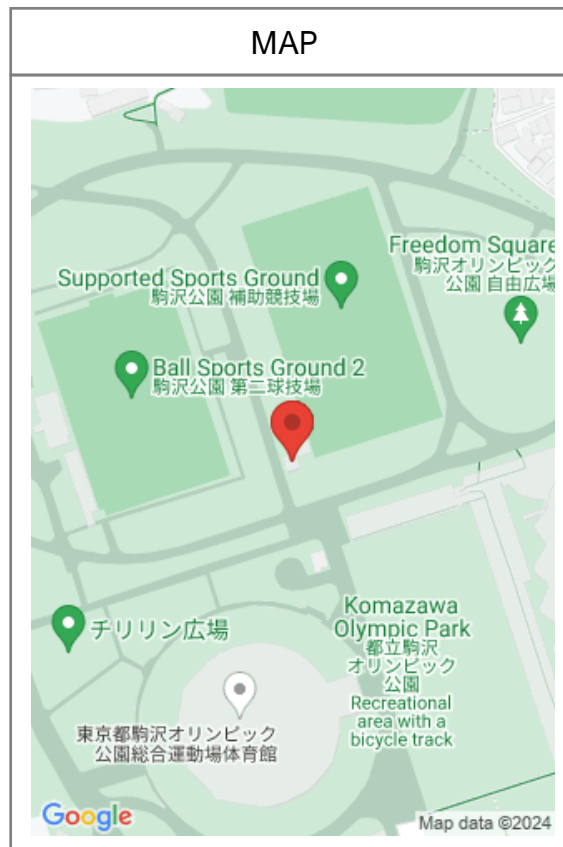 MAP
Freedom Square
駒沢オリンピック
公園 自由広場
Supported Sports Ground
駒沢公園 補助競技場
Ball Sports Ground 2
駒沢公園 第二球技場
Komazawa
Olympic Park
都立駒沢
オリンピック
公園
Recreational
area with a
bicycle track
チリリン広場
東京都駒沢オリンピック
公園総合運動場体育館
Google
Map data ©2024